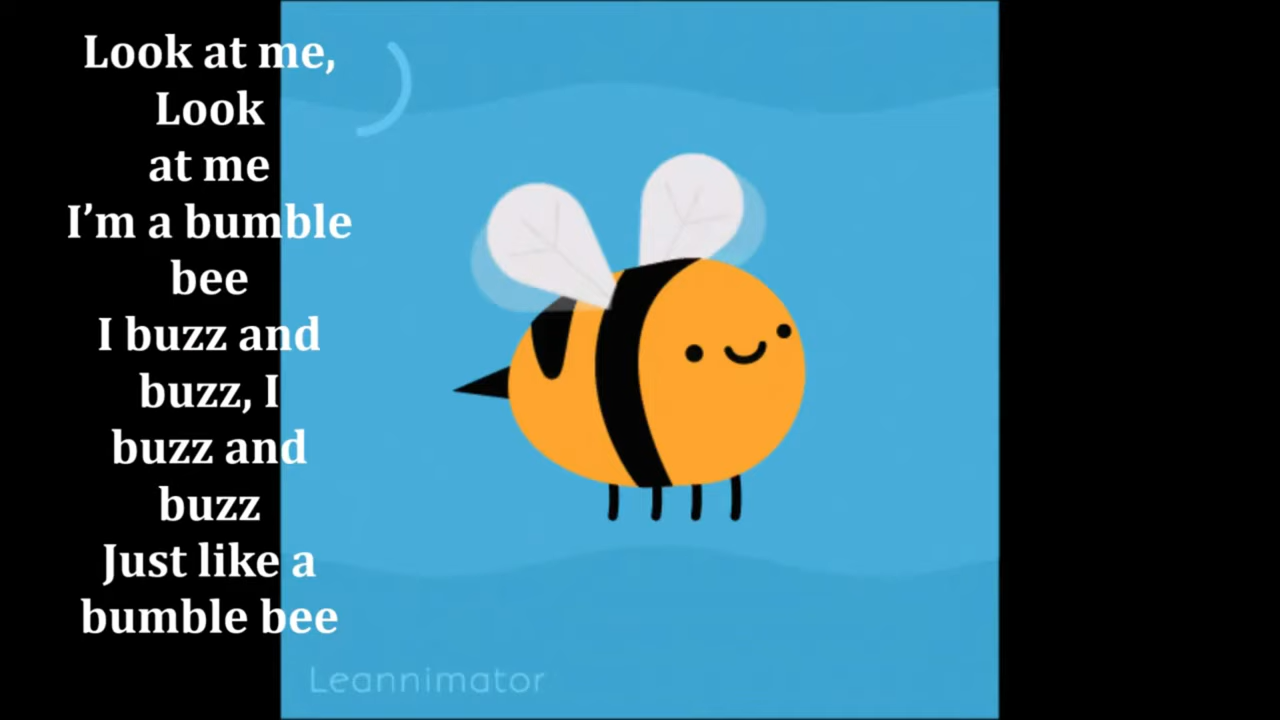 Look at me,
Look
at me
I’m a bumble
bee
I buzz and
buzz, I
buzz and
buzz
Just like a
bumble bee
Leannimator